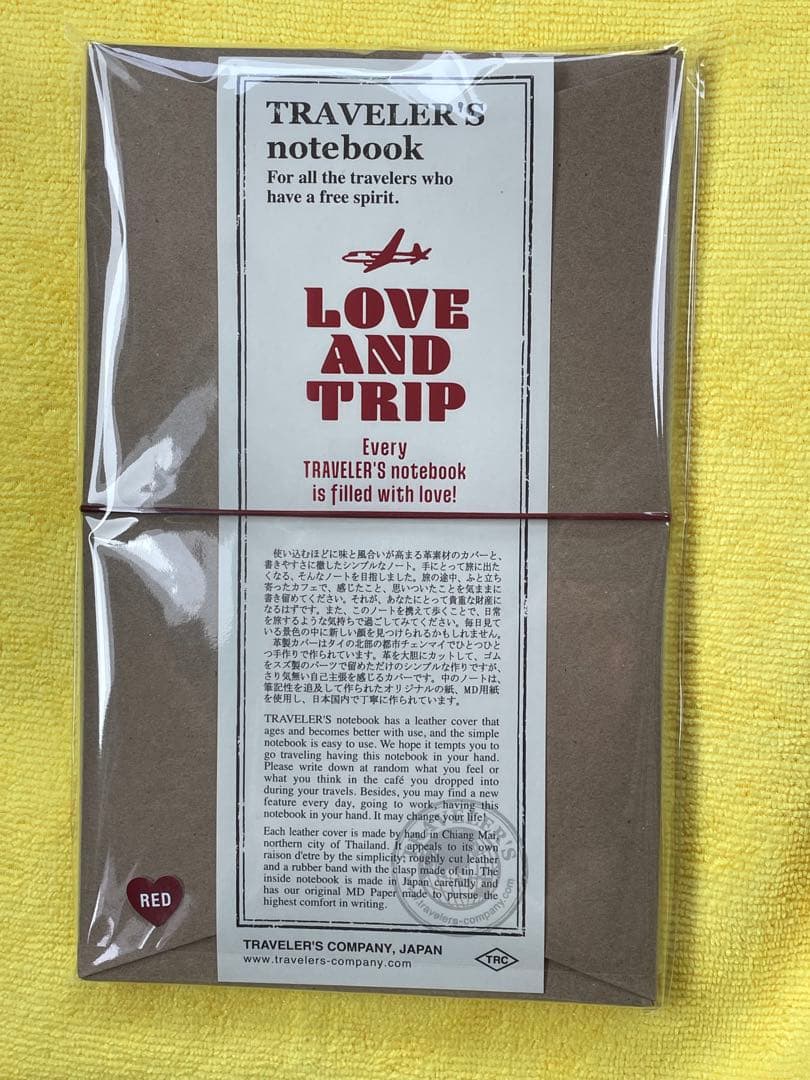 TRAVELER'S
notebook
For all the travelers who
have a free spirit.
LOVE
AND
TRIP
Every
TRAVELER'S notebook
is filled with love!
使い込むほどに味と風合いが高まる革素材のカバーと、
書きやすさに徹したシンプルなノート。手にとって旅に出た
くなる、そんなノートを目指しました。旅の途中、ふと立ち
寄ったカフェで、感じたこと、思いついたことを気ままに
書き留めてください。それが、あなたにとって貴重な財産に
なるはずです。また、このノートを携えて歩くことで、日常
を旅するような気持ちで過ごしてみてください。毎日見て
いる景色の中に新しい顔を見つけられるかもしれません。
革製カバーはタイの北部の都市チェンマイでひとつひと
つ手作りで作られています。革を大胆にカットして、ゴム
をスズ製のパーツで留めただけのシンプルな作りですが、
さり気無い自己主張を感じるカバーです。中のノートは、
筆記性を追及して作られたオリジナルの紙、MD用紙
を使用し、日本国内で丁寧に作られています。
TRAVELER'S notebook has a leather cover that
ages and becomes better with use, and the simple
notebook is easy to use. We hope it tempts you to
go traveling having this notebook in your hand.
Please write down at random what you feel or
what you think in the café you dropped into
during your travels. Besides, you may find a new
feature every day, going to work, having this
notebook in your hand. It may change your life!
Each leather cover is made by hand in Chiang Mai,
northern city of Thailand. It appeals to its own
raison d'etre by the simplicity; roughly cut leather
and a rubber band with the clasp made of tin. The
inside notebook is made in Japan carefully and
has our original MD Paper made to pursue the
highest comfort in writing.
TRAVELER'S
travelers-company.com
RED
TRAVELER'S COMPANY, JAPAN
www.travelers-company.com
TRC